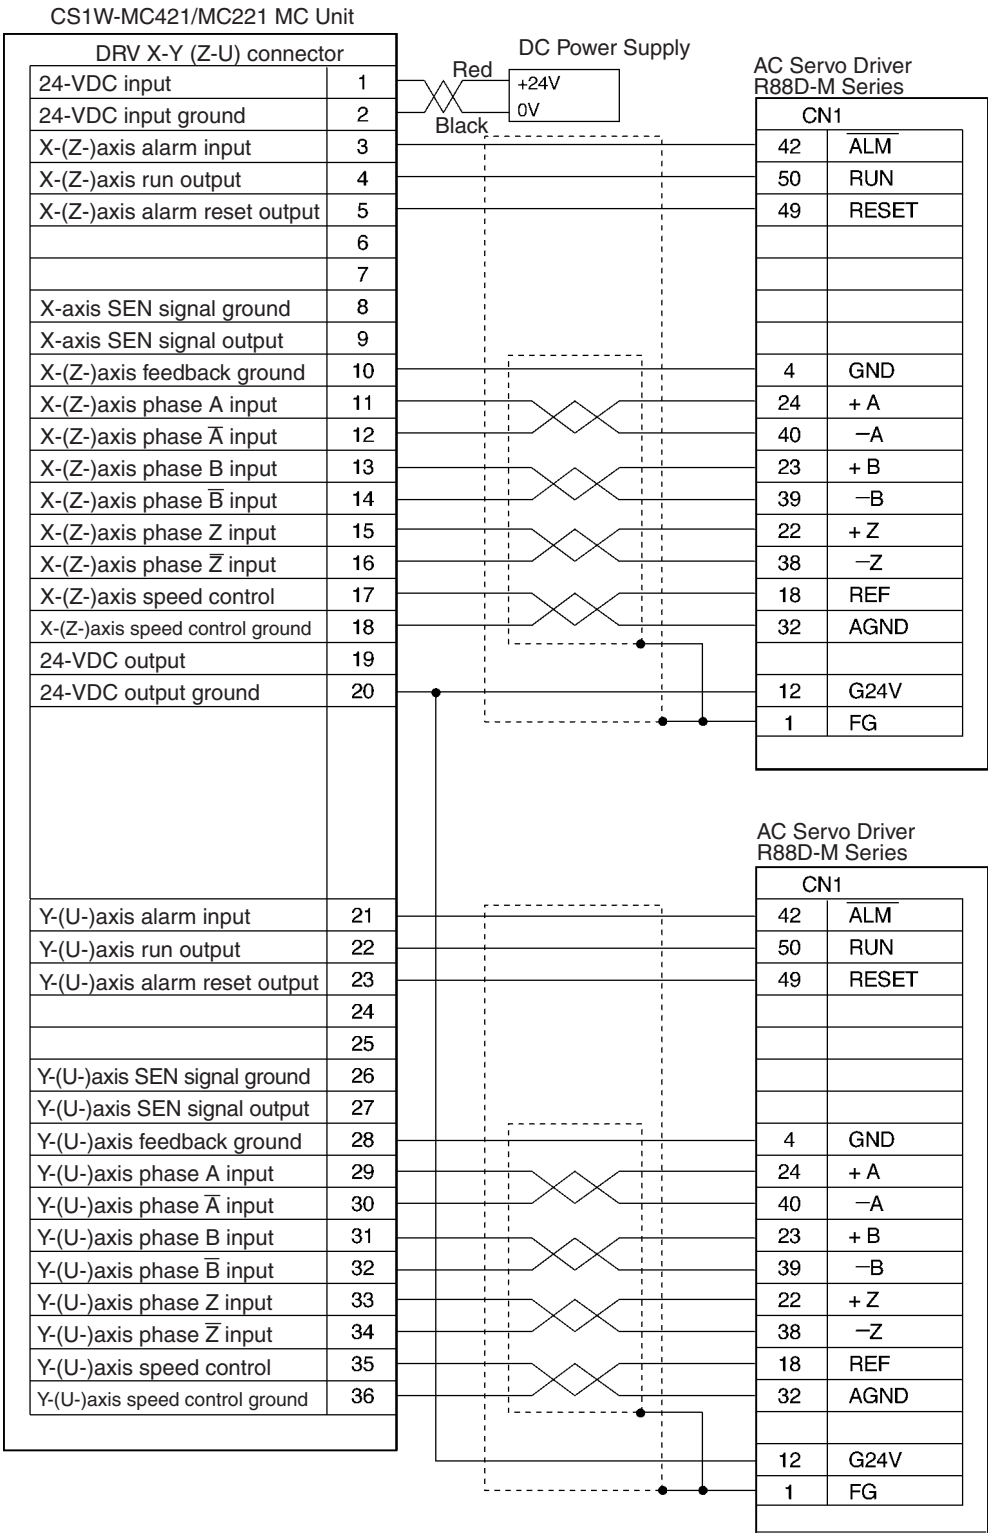 CS1W-MC421/MC221 MC Unit
DRV X-Y (Z-U) connector
DC Power Supply
Red
+24V
0V
Black
AC Servo Driver
R88D-M Series
CN1
24-VDC input 1
24-VDC input ground 2
X-(Z-)axis alarm input 3 42 A̅L̅M̅
X-(Z-)axis run output 4 50 RUN
X-(Z-)axis alarm reset output 5 49 RESET
6
7
X-axis SEN signal ground 8
X-axis SEN signal output 9
X-(Z-)axis feedback ground 10 4 GND
X-(Z-)axis phase A input 11 24 +A
X-(Z-)axis phase A̅ input 12 40 −A
X-(Z-)axis phase B input 13 23 +B
X-(Z-)axis phase B̅ input 14 39 −B
X-(Z-)axis phase Z input 15 22 +Z
X-(Z-)axis phase Z̅ input 16 38 −Z
X-(Z-)axis speed control 17 18 REF
X-(Z-)axis speed control ground 18 32 AGND
24-VDC output 19
24-VDC output ground 20 12 G24V
1 FG
AC Servo Driver
R88D-M Series
CN1
Y-(U-)axis alarm input 21 42 A̅L̅M̅
Y-(U-)axis run output 22 50 RUN
Y-(U-)axis alarm reset output 23 49 RESET
24
25
Y-(U-)axis SEN signal ground 26
Y-(U-)axis SEN signal output 27
Y-(U-)axis feedback ground 28 4 GND
Y-(U-)axis phase A input 29 24 +A
Y-(U-)axis phase A̅ input 30 40 −A
Y-(U-)axis phase B input 31 23 +B
Y-(U-)axis phase B̅ input 32 39 −B
Y-(U-)axis phase Z input 33 22 +Z
Y-(U-)axis phase Z̅ input 34 38 −Z
Y-(U-)axis speed control 35 18 REF
Y-(U-)axis speed control ground 36 32 AGND
12 G24V
1 FG